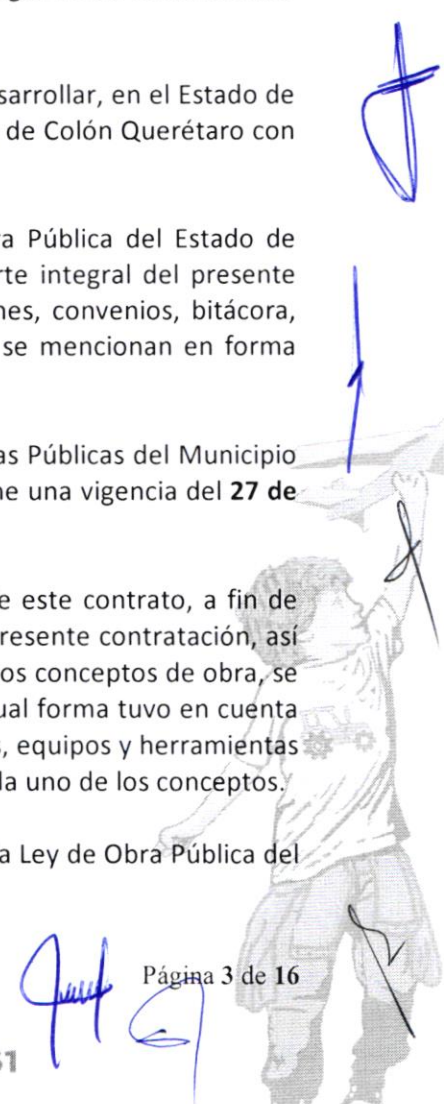 sarrollar, en el Estado de
de Colón Querétaro con
a Pública del Estado de
rte integral del presente
nes, convenios, bitácora,
se mencionan en forma
as Públicas del Municipio
ne una vigencia del 27 de
e este contrato, a fin de
resente contratación, así
os conceptos de obra, se
ual forma tuvo en cuenta
s, equipos y herramientas
da uno de los conceptos.
a Ley de Obra Pública del
Página 3 de 16
51